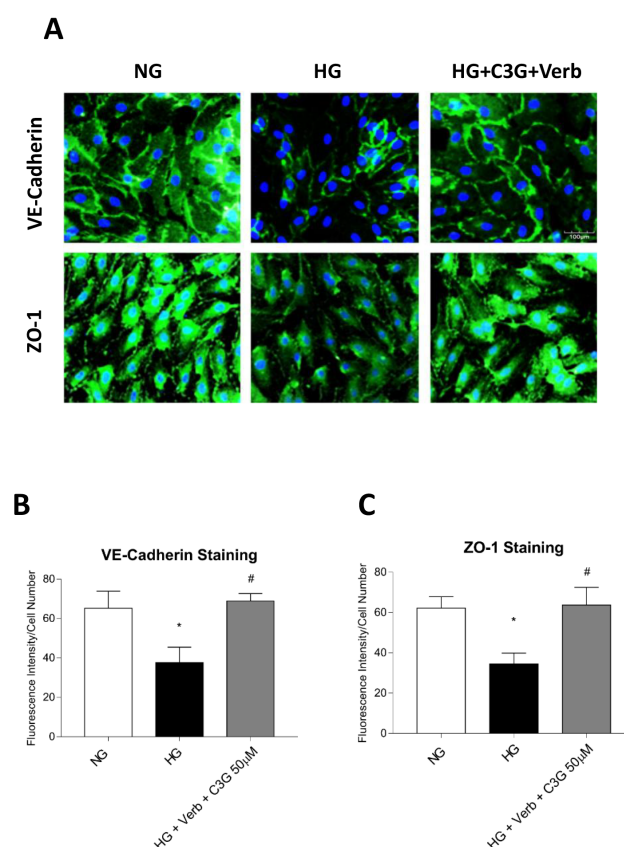 A
NG HG HG+C3G+Verb
VE-Cadherin
100μm
ZO-1
B
VE-Cadherin Staining
Fluorescence Intensity/Cell Number
80
60
40
20
0
*
#
NG
HG
HG + Verb + C3G 50μM
C
ZO-1 Staining
Fluorescence Intensity/Cell Number
80
60
40
20
0
*
#
NG
HG
HG + Verb + C3G 50μM